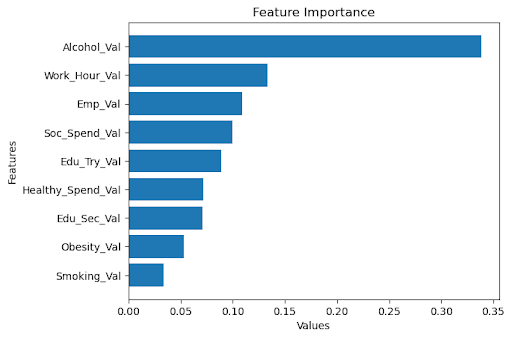 Feature Importance
Features
Alcohol_Val
Work_Hour_Val
Emp_Val
Soc_Spend_Val
Edu_Try_Val
Healthy_Spend_Val
Edu_Sec_Val
Obesity_Val
Smoking_Val
0.00 0.05 0.10 0.15 0.20 0.25 0.30 0.35
Values